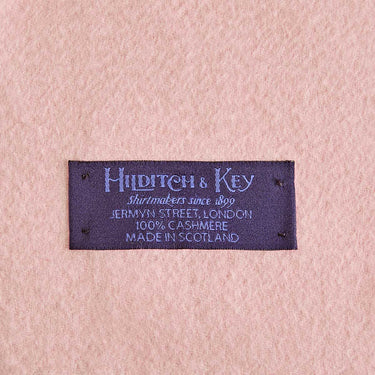 HILDITCH & KEY
Shirtmakers since 1899
JERMYN STREET, LONDON
100% CASHMERE
MADE IN SCOTLAND